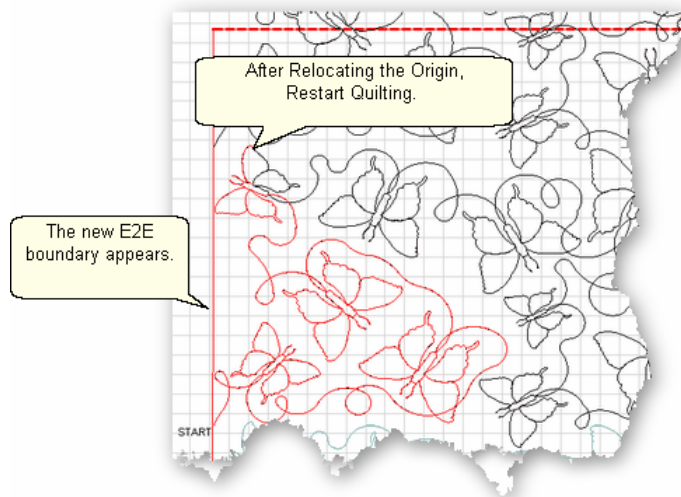 After Relocating the Origin,
Restart Quilting.
The new E2E
boundary appears.
START